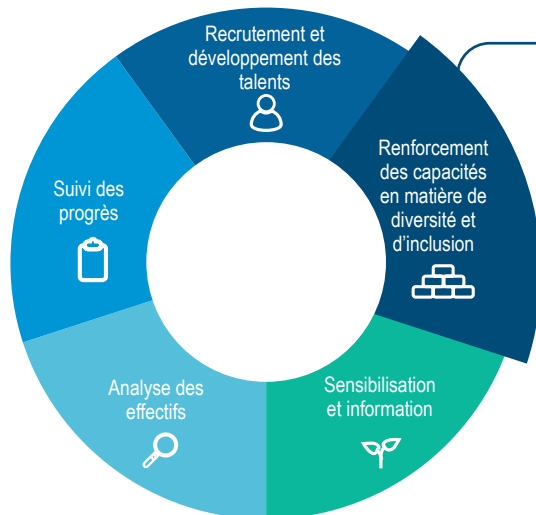 Recrutement et
développement des
talents
Renforcement
des capacités
en matière de
diversité et
d'inclusion
Sensibilisation
et information
Analyse des
effectifs
Suivi des
progrès